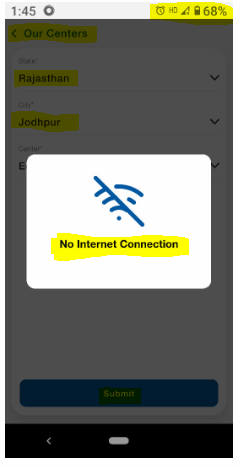 1:45 HD 68%
Our Centers
State*
Rajasthan
City*
Jodhpur
Center*
No Internet Connection
Submit